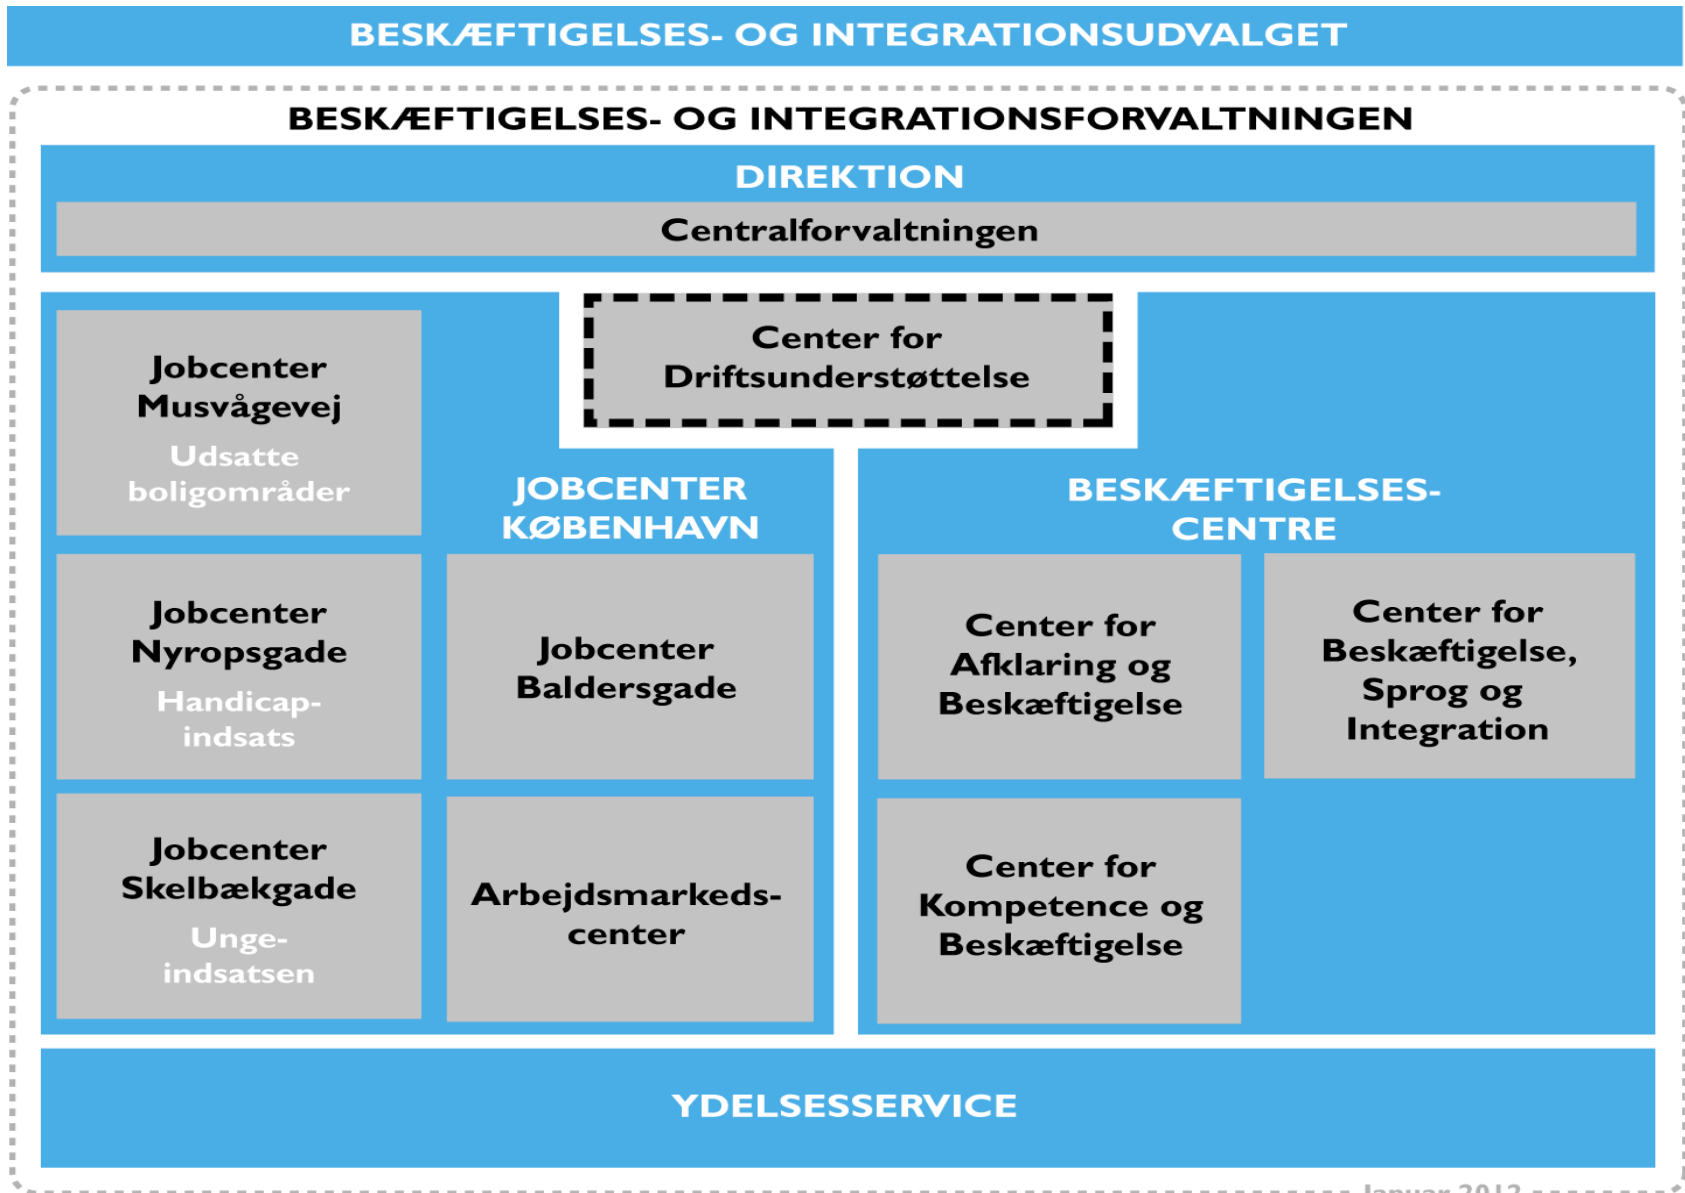 BESKÆFTIGELSES- OG INTEGRATIONSUDVALGET
BESKÆFTIGELSES- OG INTEGRATIONSFORVALTNINGEN
DIREKTION
Centralforvaltningen
Center for
Driftsunderstøttelse
JOBCENTER
KØBENHAVN
Jobcenter
Musvågevej
Udsatte
boligområder
Jobcenter
Nyropsgade
Handicap-
indsats
Jobcenter
Skelbækgade
Unge-
indsatsen
Jobcenter
Baldersgade
Arbejdsmarkeds-
center
BESKÆFTIGELSES-
CENTRE
Center for
Afklaring og
Beskæftigelse
Center for
Beskæftigelse,
Sprog og
Integration
Center for
Kompetence og
Beskæftigelse
YDELSESSERVICE
Januar